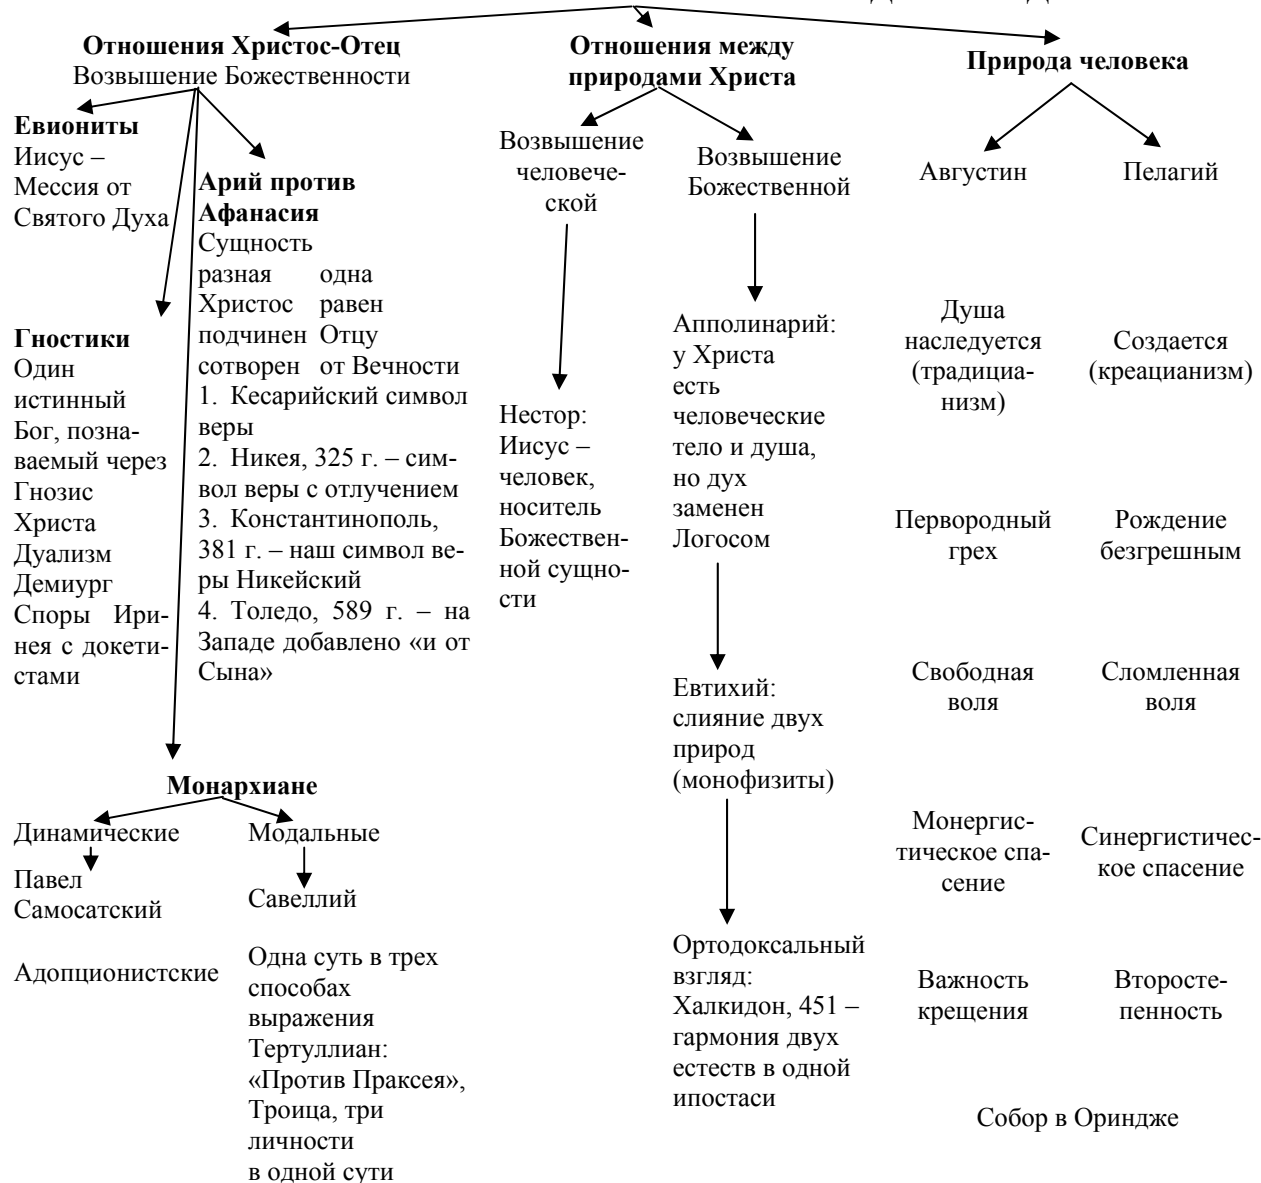 Отношения Христос-Отец
Возвышение Божественности
Евиониты
Иисус –
Мессия от
Святого Духа
Гностики
Один
истинный
Бог, позна-
ваемый через
Гнозис
Христа
Дуализм
Демиург
Споры Ири-
нея с докети-
стами
Арий против
Афанасия
Сущность
разная одна
Христос равен
подчинен Отцу
сотворен от Вечности
1. Кесарийский символ
веры
2. Никея, 325 г. – сим-
вол веры с отлучением
3. Константинополь,
381 г. – наш символ ве-
ры Никейский
4. Толедо, 589 г. – на
Западе добавлено «и от
Сына»
Монархиане
Динамические
Павел
Самосатский
Адопционистские
Модальные
Савеллий
Одна суть в трех
способах
выражения
Тертуллиан:
«Против Праксея»,
Троица, три
личности
в одной сути
Отношения между
природами Христа
Возвышение
человече-
ской
Нестор:
Иисус –
человек,
носитель
Божествен-
ной сущно-
сти
Возвышение
Божественной
Апполинарий:
у Христа
есть
человеческие
тело и душа,
но дух
заменен
Логосом
Евтихий:
слияние двух
природ
(монофизиты)
Ортодоксальный
взгляд:
Халкидон, 451 –
гармония двух
естеств в одной
ипостаси
Природа человека
Августин
Пелагий
Душа
наследуется
(традициа-
низм)
Создается
(креацианизм)
Первородный
грех
Рождение
безгрешным
Свободная
воля
Сломленная
воля
Монергис-
тическое спа-
сение
Синергистичес-
кое спасение
Важность
крещения
Второсте-
пенность
Собор в Ориндже